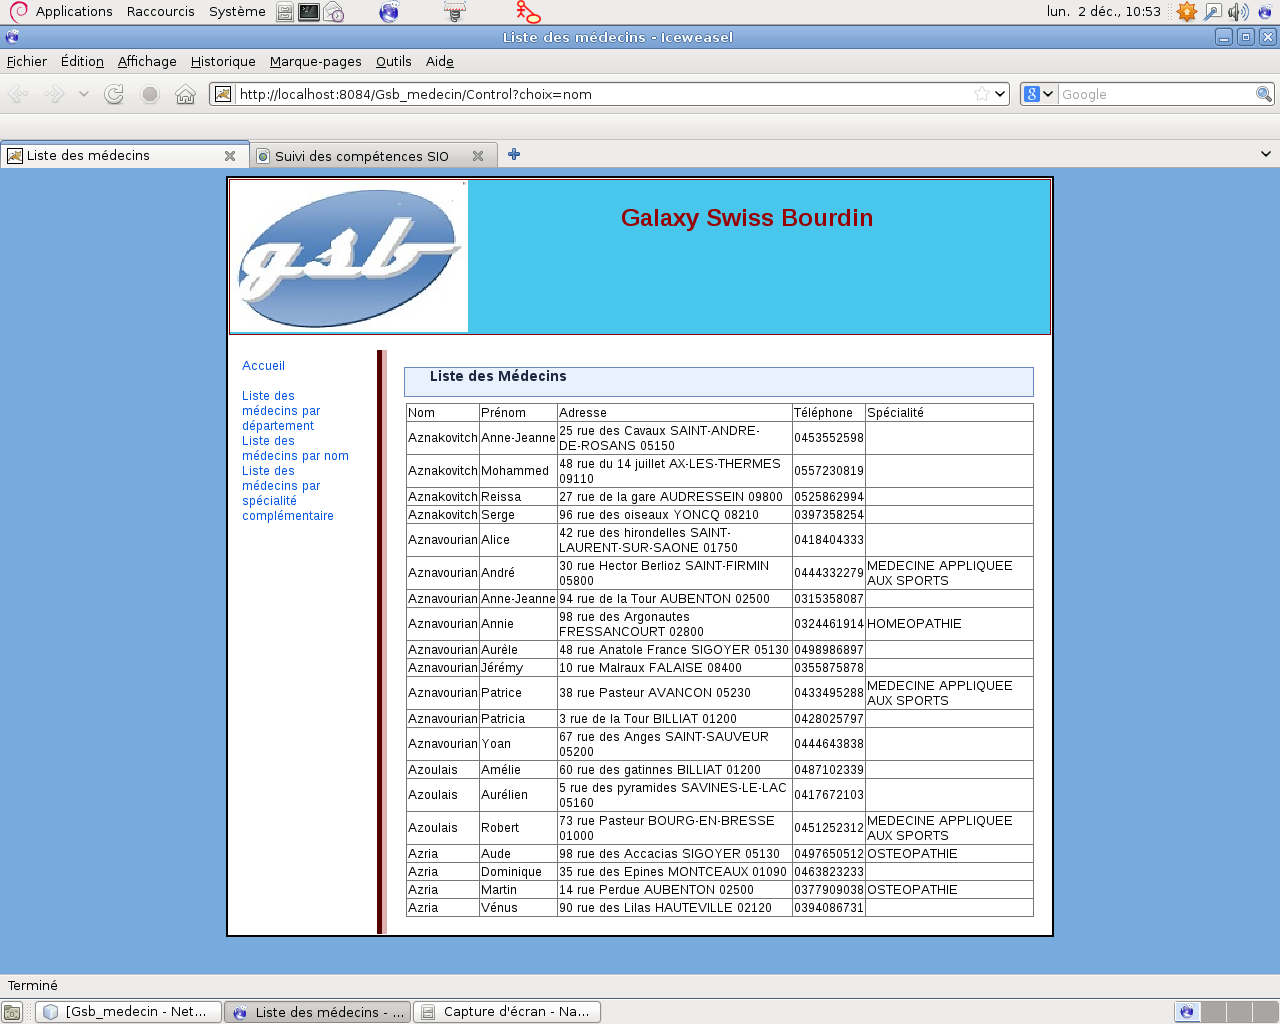 Applications Raccourcis Système lun. 2 déc., 10:53
Liste des médecins - Iceweasel
Fichier Édition Affichage Historique Marque-pages Outils Aide
http://localhost:8084/Gsb_medecin/Control?choix=nom Google
Liste des médecins Suivi des compétences SIO
gsb
Galaxy Swiss Bourdin
Accueil
Liste des
médecins par
département
Liste des
médecins par nom
Liste des
médecins par
spécialité
complémentaire
Liste des Médecins
Nom Prénom Adresse Téléphone Spécialité
Aznakovitch Anne-Jeanne 25 rue des Cavaux SAINT-ANDRE-
DE-ROSANS 05150 0453552598
Aznakovitch Mohammed 48 rue du 14 juillet AX-LES-THERMES
09110 0557230819
Aznakovitch Reissa 27 rue de la gare AUDRESSEIN 09800 0525862994
Aznakovitch Serge 96 rue des oiseaux YONCQ 08210 0397358254
Aznavourian Alice 42 rue des hirondelles SAINT-
LAURENT-SUR-SAONE 01750 0418404333
Aznavourian André 30 rue Hector Berlioz SAINT-FIRMIN
05800 0444332279 MEDECINE APPLIQUEE
AUX SPORTS
Aznavourian Anne-Jeanne 94 rue de la Tour AUBENTON 02500 0315358087
Aznavourian Annie 98 rue des Argonautes
FRESSANCOURT 02800 0324461914 HOMEOPATHIE
Aznavourian Aurèle 48 rue Anatole France SIGOYER 05130 0498986897
Aznavourian Jérémy 10 rue Malraux FALAISE 08400 0355875878
Aznavourian Patrice 38 rue Pasteur AVANCON 05230 0433495288 MEDECINE APPLIQUEE
AUX SPORTS
Aznavourian Patricia 3 rue de la Tour BILLIAT 01200 0428025797
Aznavourian Yoan 67 rue des Anges SAINT-SAUVEUR
05200 0444643838
Azoulais Amélie 60 rue des gatinnes BILLIAT 01200 0487102339
Azoulais Aurélien 5 rue des pyramides SAVINES-LE-LAC
05160 0417672103
Azoulais Robert 73 rue Pasteur BOURG-EN-BRESSE
01000 0451252312 MEDECINE APPLIQUEE
AUX SPORTS
Azria Aude 98 rue des Accacias SIGOYER 05130 0497650512 OSTEOPATHIE
Azria Dominique 35 rue des Epines MONTCEAUX 01090 0463823233
Azria Martin 14 rue Perdue AUBENTON 02500 0377909038 OSTEOPATHIE
Azria Vénus 90 rue des Lilas HAUTEVILLE 02120 0394086731
Terminé
[Gsb_medecin - Net... Liste des médecins - ... Capture d'écran - Na...